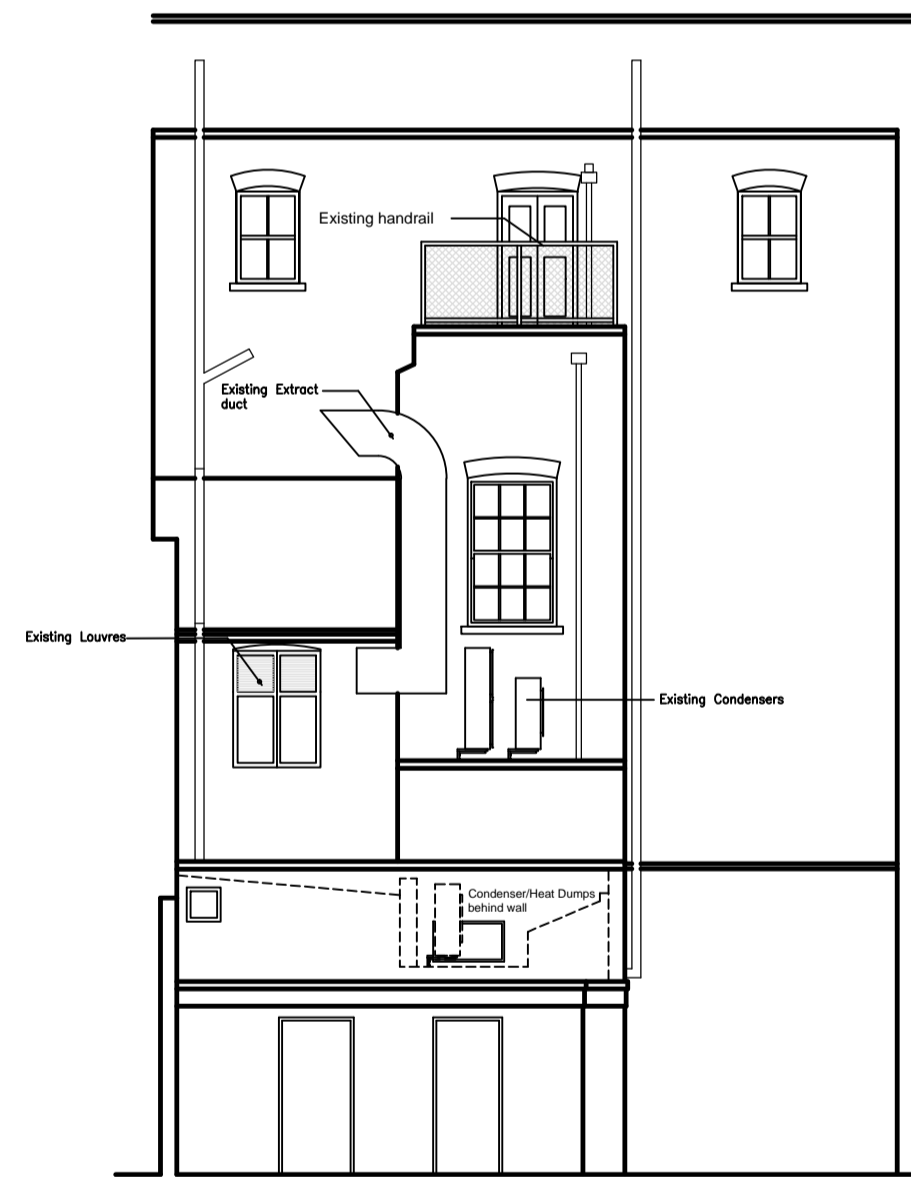 Existing handrail
Existing Extract
duct
Existing Louvres
Existing Condensers
Condenser/Heat Dumps
behind wall